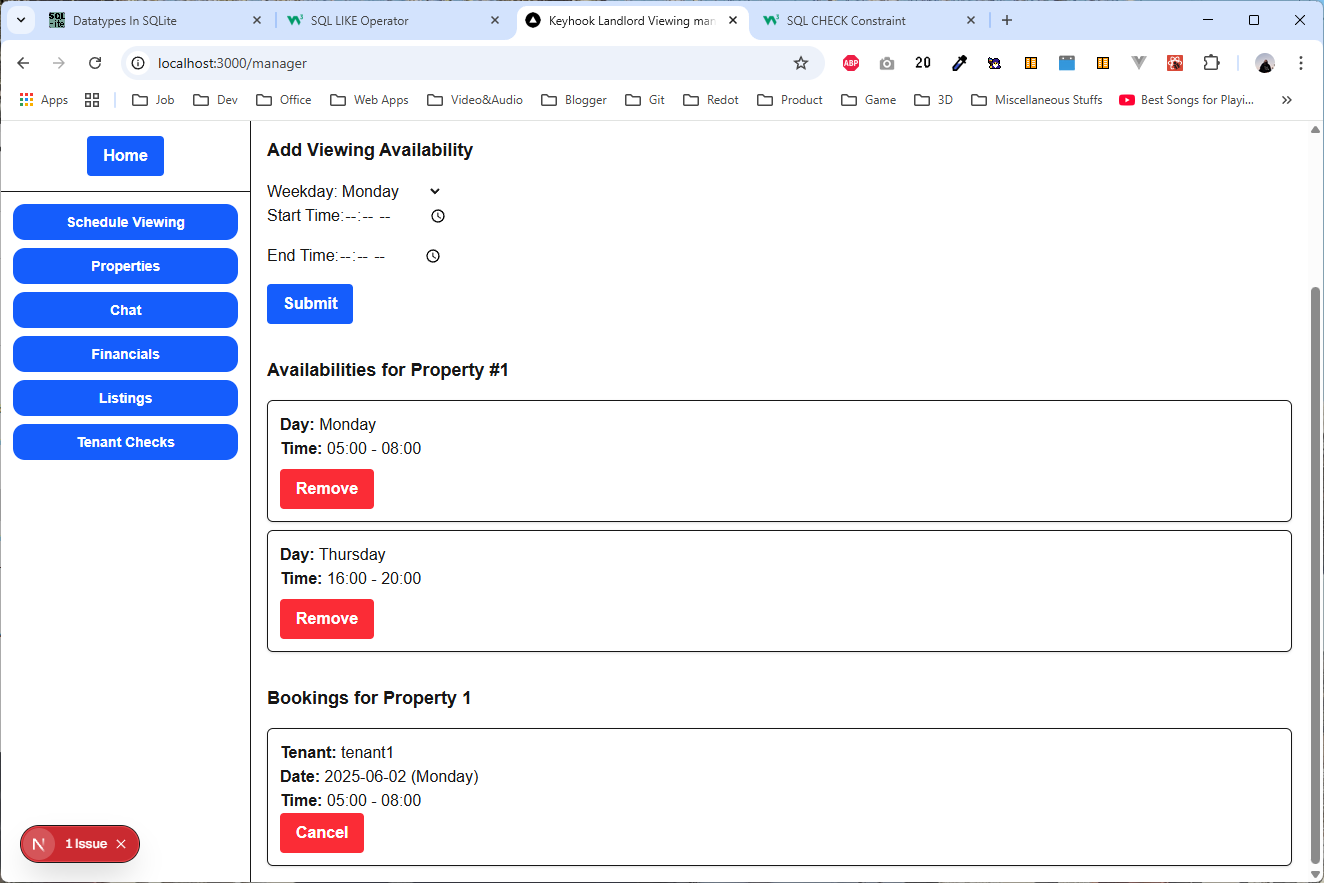 Datatypes In SQLite
SQL LIKE Operator
Keyhook Landlord Viewing man
SQL CHECK Constraint
localhost:3000/manager
ABP
20
Apps
Job
Dev
Office
Web Apps
Video&Audio
Blogger
Git
Redot
Product
Game
3D
Miscellaneous Stuffs
Best Songs for Playi...
Home
Schedule Viewing
Properties
Chat
Financials
Listings
Tenant Checks
Add Viewing Availability
Weekday: Monday
Start Time:--:-- --
End Time:--:-- --
Submit
Availabilities for Property #1
Day: Monday
Time: 05:00 - 08:00
Remove
Day: Thursday
Time: 16:00 - 20:00
Remove
Bookings for Property 1
Tenant: tenant1
Date: 2025-06-02 (Monday)
Time: 05:00 - 08:00
Cancel
N 1 Issue